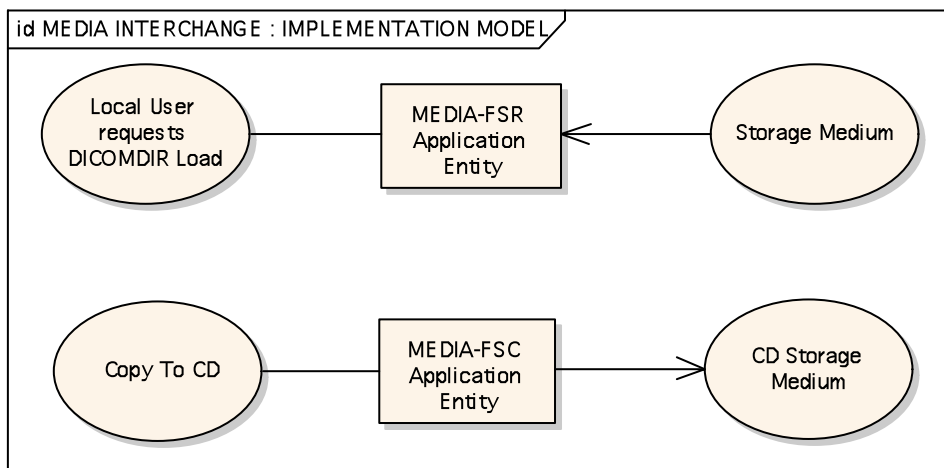 id MEDIA INTERCHANGE : IMPLEMENTATION MODEL
Local User
requests
DICOMDIR Load
MEDIA-FSR
Application
Entity
Storage Medium
Copy To CD
MEDIA-FSC
Application
Entity
CD Storage
Medium